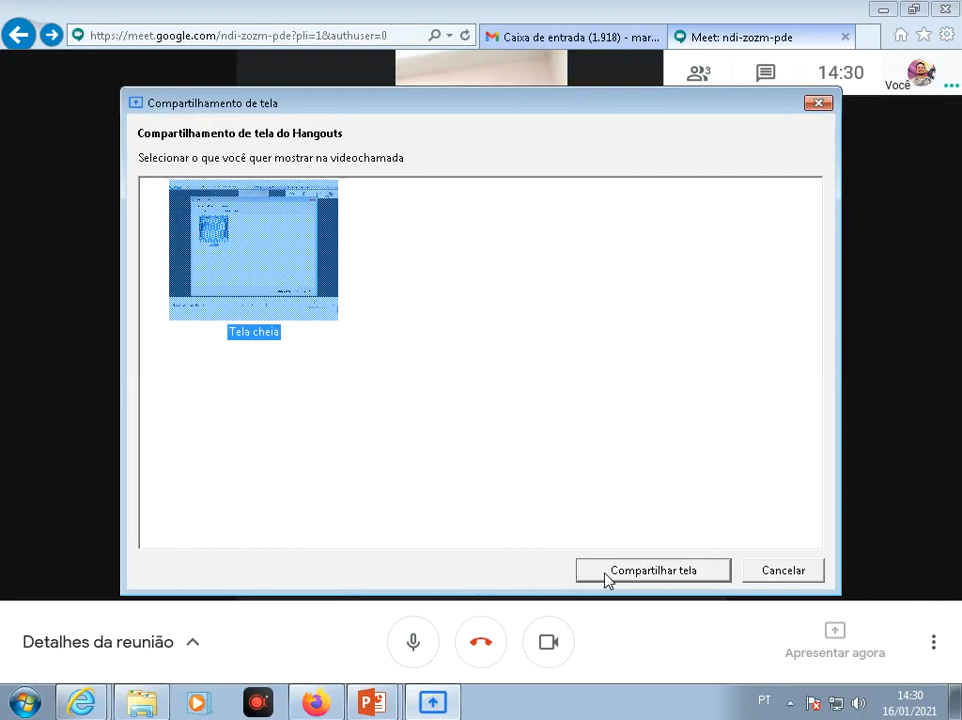 https://meet.google.com/ndi-zozm-pde?pli=1&authuser=0
Caixa de entrada (1.918) - mar...
Meet: ndi-zozm-pde
3
14:30
Você
Compartilhamento de tela
Compartilhamento de tela do Hangouts
Selecionar o que você quer mostrar na videochamada
Tela cheia
Compartilhar tela
Cancelar
Detalhes da reunião
Apresentar agora
PT
14:30
16/01/2021